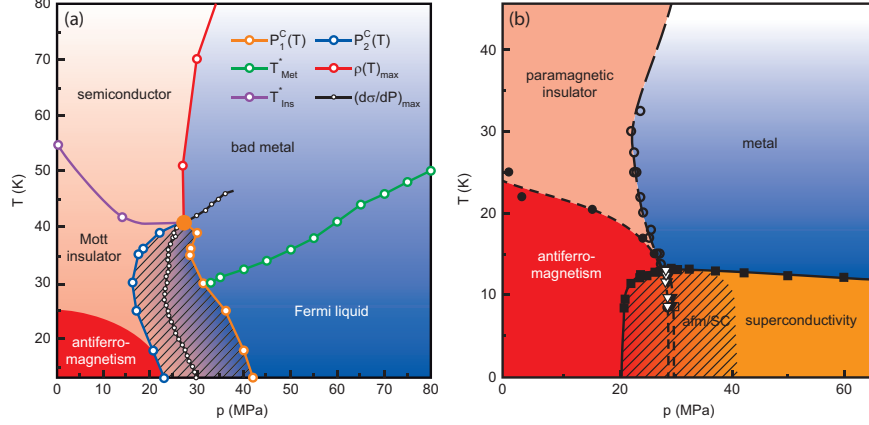 (a)
80
70
60
50
40
30
20
T (K)
0
10
20
30
40
50
60
70
80
p (MPa)
P₁ᶜ(T)
P₂ᶜ(T)
T*Met
ρ(T)max
T*Ins
(dσ/dP)max
semiconductor
bad metal
Mott
insulator
Fermi liquid
antiferro-
magnetism
(b)
40
30
20
10
0
T (K)
0
20
40
60
p (MPa)
paramagnetic
insulator
metal
antiferro-
magnetism
afm/SC
superconductivity